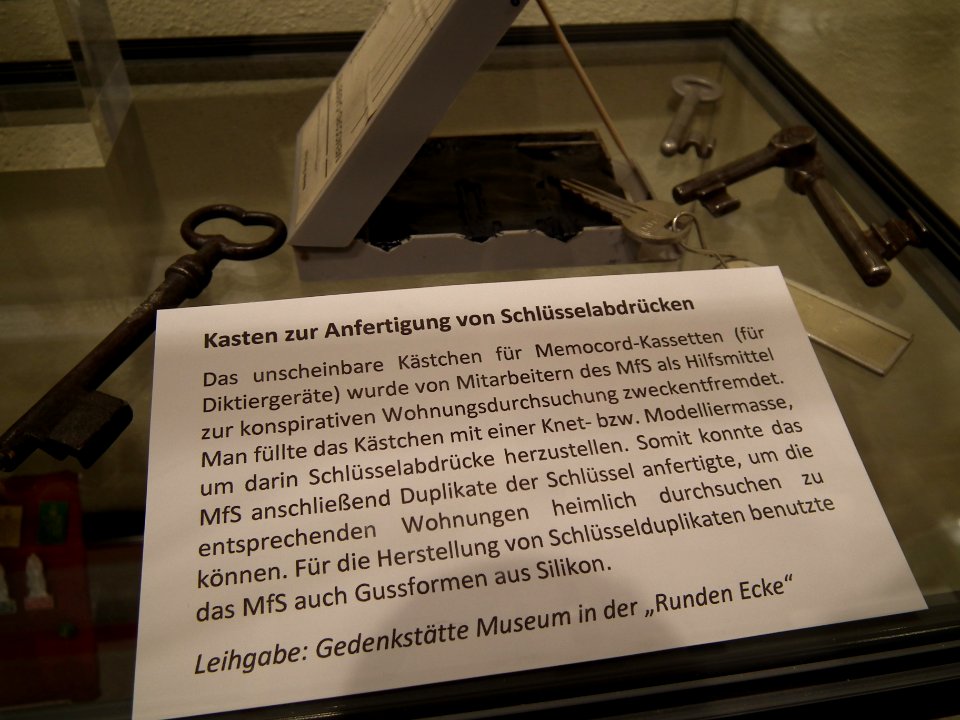 Kasten zur Anfertigung von Schlüsselabdrücken
Das unscheinbare Kästchen für Memocord-Kassetten (für
Diktiergeräte) wurde von Mitarbeitern des MfS als Hilfsmittel
zur konspirativen Wohnungsdurchsuchung zweckentfremdet.
Man füllte das Kästchen mit einer Knet- bzw. Modelliermasse,
um darin Schlüsselabdrücke herzustellen. Somit konnte das
MfS anschließend Duplikate der Schlüssel anfertigte, um die
entsprechenden Wohnungen heimlich durchsuchen zu
können. Für die Herstellung von Schlüsselduplikaten benutzte
das MfS auch Gussformen aus Silikon.
Leihgabe: Gedenkstätte Museum in der „Runden Ecke“